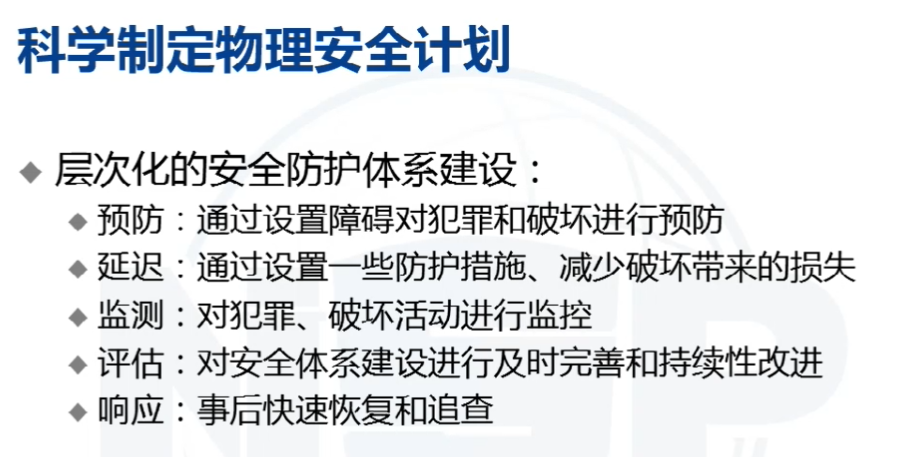 科学制定物理安全计划
层次化的安全防护体系建设：
预防：通过设置障碍对犯罪和破坏进行预防
延迟：通过设置一些防护措施、减少破坏带来的损失
监测：对犯罪、破坏活动进行监控
评估：对安全体系建设进行及时完善和持续性改进
响应：事后快速恢复和追查
NSP